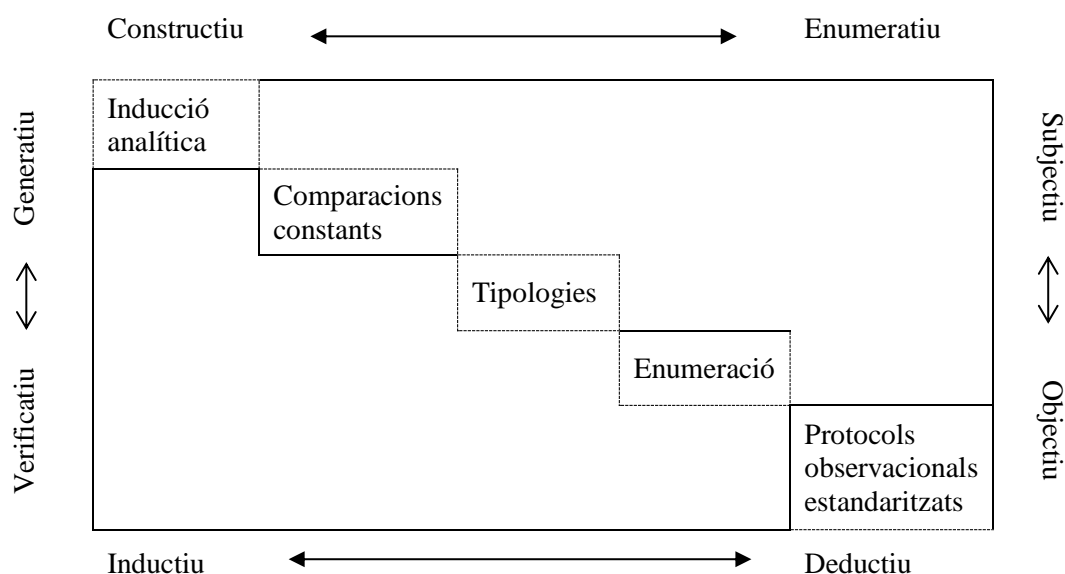 Constructiu
Enumeratiu
Inducció
analítica
Generatiu
Subjectiu
Comparacions
constants
Tipologies
Enumeració
Verificatiu
Objectiu
Protocols
observacionals
estandaritzats
Inductiu
Deductiu